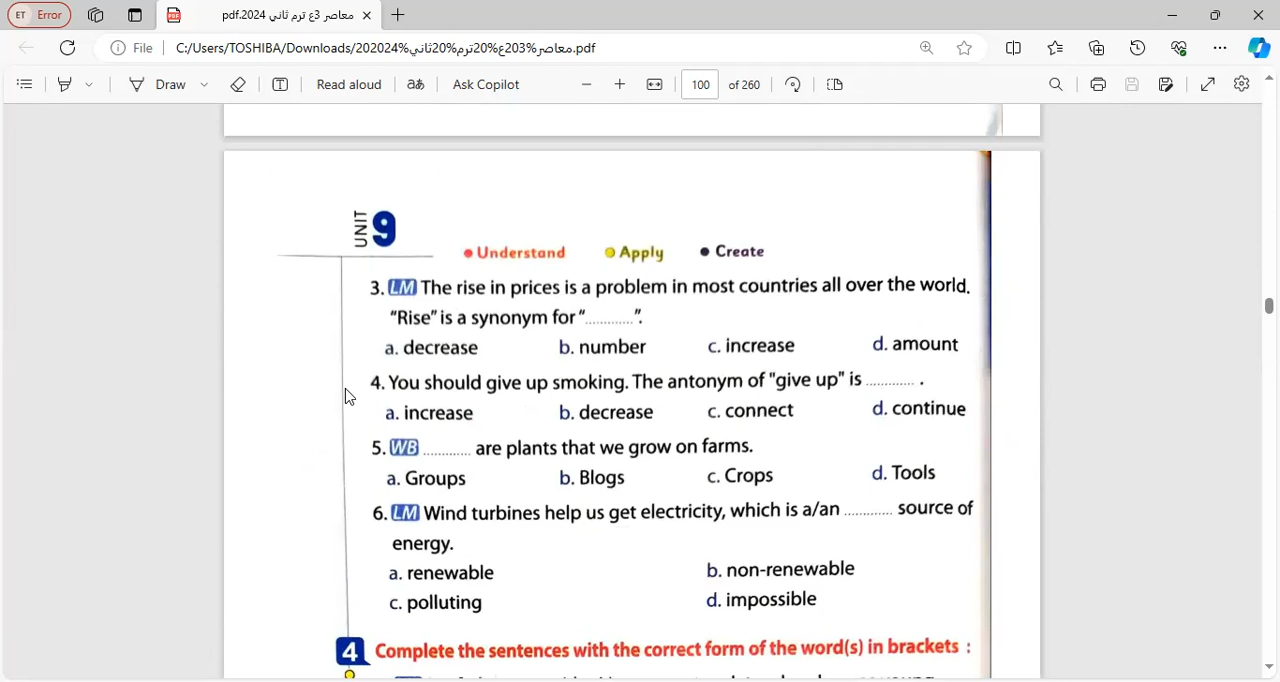 ET Error
معاصر 3ع ترم ثاني 2024.pdf
File C:/Users/TOSHIBA/Downloads/202024%معاصر%203ع%20ترم%20ثاني.pdf
Draw Read aloud aあ Ask Copilot 100 of 260
UNIT 9
Understand Apply Create
3. LM The rise in prices is a problem in most countries all over the world.
"Rise" is a synonym for "............".
a. decrease b. number c. increase d. amount
4. You should give up smoking. The antonym of "give up" is ............ .
a. increase b. decrease c. connect d. continue
5. WB ............ are plants that we grow on farms.
a. Groups b. Blogs c. Crops d. Tools
6. LM Wind turbines help us get electricity, which is a/an ............ source of
energy.
a. renewable b. non-renewable
c. polluting d. impossible
4 Complete the sentences with the correct form of the word(s) in brackets :